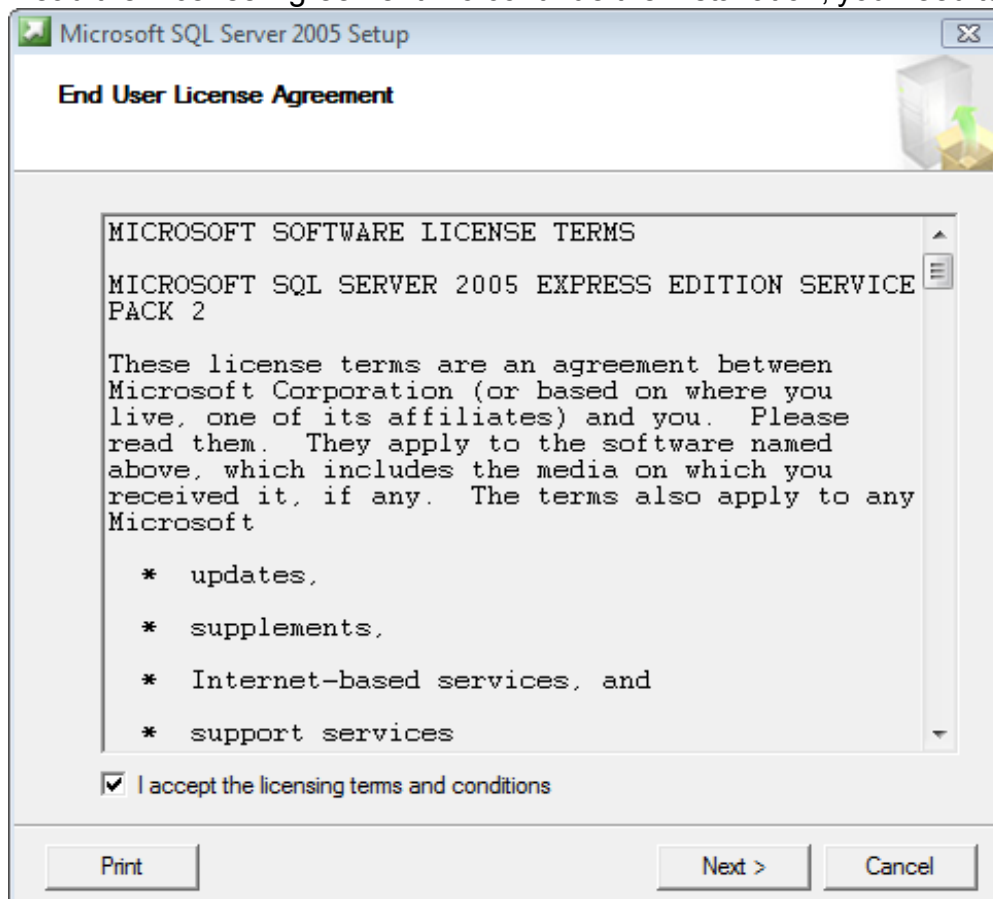 Microsoft SQL Server 2005 Setup
End User License Agreement
MICROSOFT SOFTWARE LICENSE TERMS
MICROSOFT SQL SERVER 2005 EXPRESS EDITION SERVICE
PACK 2
These license terms are an agreement between
Microsoft Corporation (or based on where you
live, one of its affiliates) and you.  Please
read them.  They apply to the software named
above, which includes the media on which you
received it, if any.  The terms also apply to any
Microsoft
* updates,
* supplements,
* Internet-based services, and
* support services
I accept the licensing terms and conditions
Print
Next >
Cancel